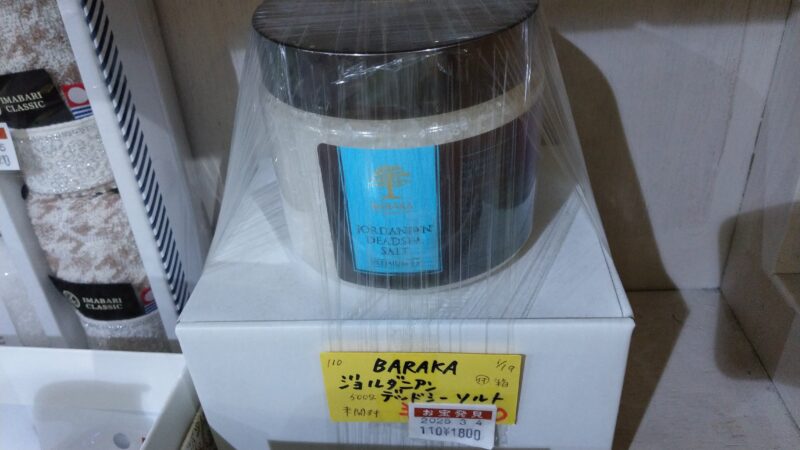 IMABARI
CLASSIC
IMABARI
CLASSIC
BARAKA
JORDANIAN
DEADSEA
SALT
110
BARAKA
1/19
ジョルダニアン
箱
500g デッドシーソルト
未開封
お宝発見
2025 3 4
110¥1800